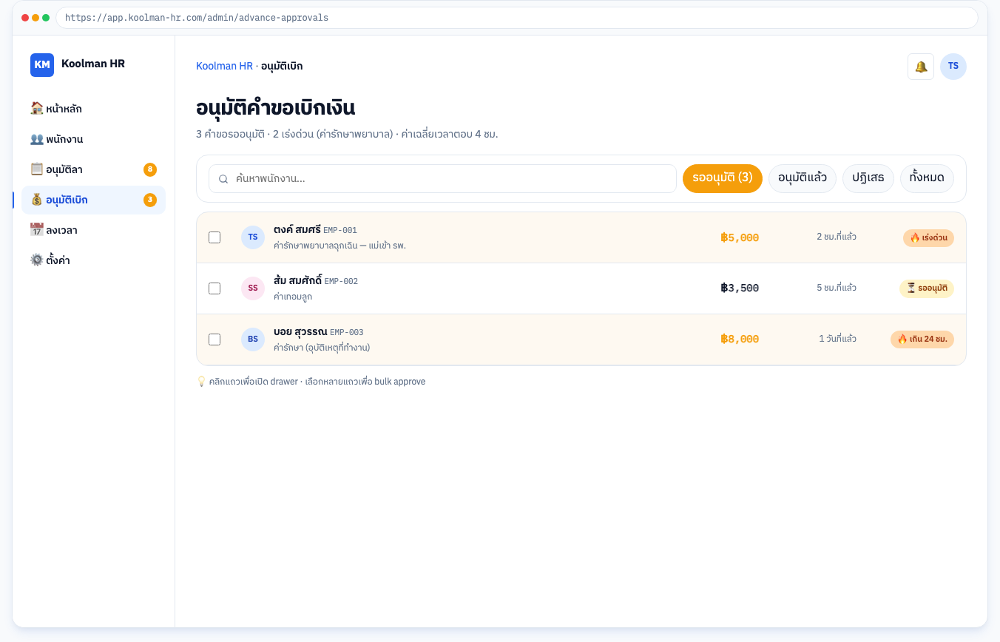 https://app.koolman-hr.com/admin/advance-approvals
KM Koolman HR
หน้าหลัก
พนักงาน
อนุมัติลา 8
อนุมัติเบิก 3
ลงเวลา
ตั้งค่า
Koolman HR · อนุมัติเบิก
TS
อนุมัติคำขอเบิกเงิน
3 คำขอรออนุมัติ · 2 เร่งด่วน (ค่ารักษาพยาบาล) · ค่าเฉลี่ยเวลาตอบ 4 ชม.
ค้นหาพนักงาน... รออนุมัติ (3) อนุมัติแล้ว ปฏิเสธ ทั้งหมด
TS ตงค์ สมศรี EMP-001 ฿5,000 2 ชม.ที่แล้ว 🔥 เร่งด่วน
ค่ารักษาพยาบาลฉุกเฉิน — แม่เข้า รพ.
SS ส้ม สมศักดิ์ EMP-002 ฿3,500 5 ชม.ที่แล้ว ⏳ รออนุมัติ
ค่าเทอมลูก
BS บอย สุวรรณ EMP-003 ฿8,000 1 วันที่แล้ว 🔥 เกิน 24 ชม.
ค่ารักษา (อุบัติเหตุที่ทำงาน)
💡 คลิกแถวเพื่อเปิด drawer · เลือกหลายแถวเพื่อ bulk approve